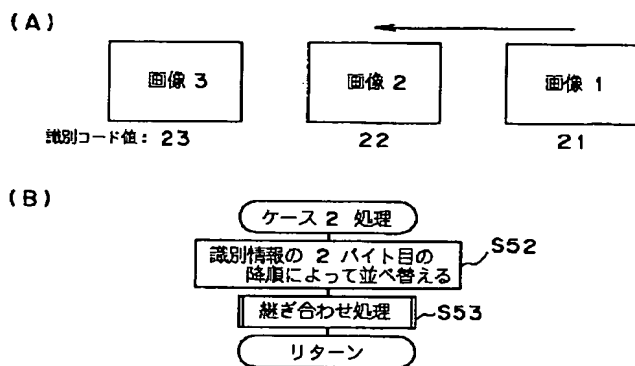 (A)
画像 3 画像 2 画像 1
識別コード値: 23 22 21
(B)
ケース 2 処理
識別情報の 2 バイト目の
降順によって並べ替える
S52
継ぎ合わせ処理
S53
リターン